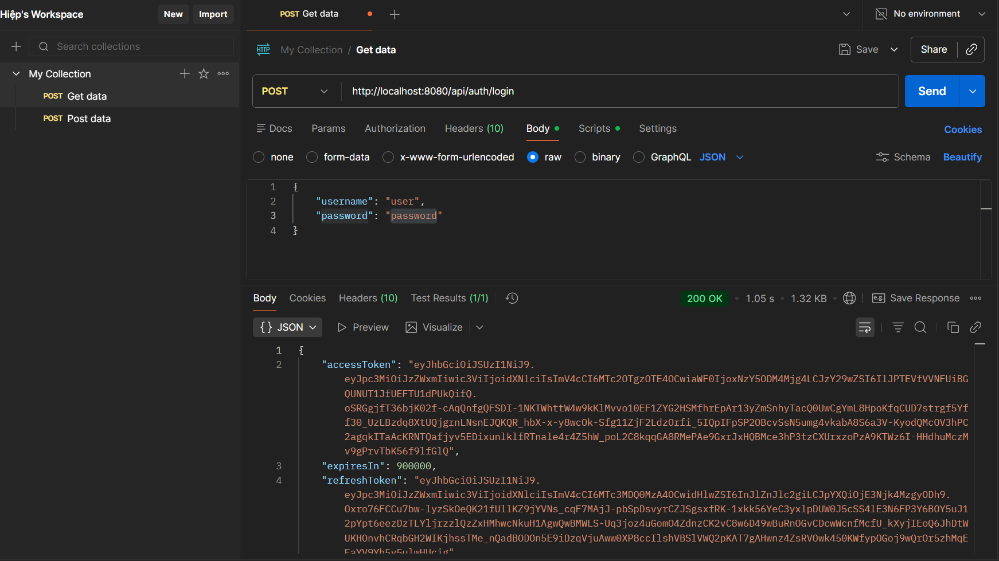 Hiệp's Workspace
New
Import
POST Get data
No environment
Search collections
My Collection / Get data
Save
Share
My Collection
POST Get data
POST Post data
POST
http://localhost:8080/api/auth/login
Send
Docs
Params
Authorization
Headers (10)
Body
Scripts
Settings
Cookies
none
form-data
x-www-form-urlencoded
raw
binary
GraphQL
JSON
Schema
Beautify
1 {
2 "username": "user",
3 "password": "password"
4 }
Body
Cookies
Headers (10)
Test Results (1/1)
200 OK
1.05 s
1.32 KB
e.g.
Save Response
{} JSON
Preview
Visualize
1 {
2 "accessToken": "eyJhbGciOiJSUzI1NiJ9.
eyJpc3MiOiJzZWxmIiwic3ViIjoidXNlciIsImV4cCI6MTc2OTgzOTE4OCwiaWF0IjoxNzY5ODM4Mjg4LCJzY29wZSI6IlJPTEVfVVNFUiBG
QUNUT1JfUEFTU1dPUkQifQ.
oSRGgjfT36bjK02f-cAqQnfgQFSDI-1NKTWhttW4w9kKlMvvo10EF1ZYG2HSMfhrEpAr13yZmSnhyTacQ0UwCgYmL8HpoKfqCUD7strgf5Yf
f30_UzLBzdq8XtUQjgrnLNsnEJQKQR_hbX-x-y8wcOk-Sfg11ZjF2LdzOrfi_5IQpIFpSP2OBcvSsN5umg4vkabA8S6a3V-KyodQMcOV3hPC
2agqkITaAcKRNTQafjyv5EDixunlklfRTnale4r4Z5hW_poL2C8kqqGA8RMePAe9GxrJxHQBMce3hP3tzCXUrxzoPzA9KTWz6I-HHdhuMczM
v9gPrvTbK56f9lfGlQ",
3 "expiresIn": 900000,
4 "refreshToken": "eyJhbGciOiJSUzI1NiJ9.
eyJpc3MiOiJzZWxmIiwic3ViIjoidXNlciIsImV4cCI6MTc3MDQ0MzA4OCwidHlwZSI6InJlZnJlc2giLCJpYXQiOjE3Njk4MzgyODh9.
Oxro76FCCu7bw-lyzSkOeQK21fUllKZ9jYVNs_cqF7MAjJ-pbSpDsvyrCZJSgsxfRK-1xkk56YeC3yxlpDUW0J5cSS4lE3N6FP3Y6BOY5uJ1
2pYpt6eezDzTLYljrzzlQzZxHMhwcNkuH1AgwQwBMWLS-Uq3joz4uGomO4ZdnzCK2vC8w6D49wBuRnOGvCDcwWcnfMcfU_kXyjIEoQ6JhDtW
UKHOnvhCRqbGH2WIKjhssTMe_nQadBODOn5E9iDzqVjuAww0XP8ccIlshVBSlVWQ2pKAT7gAHwnz4ZsRVOwk450KWfypOGoj9wQrOr5zhMqE